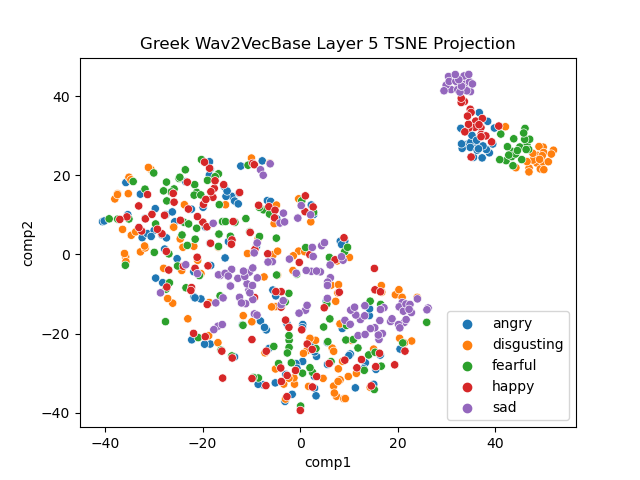 Greek Wav2VecBase Layer 5 TSNE Projection
40
20
0
−20
−40
comp2
−40
−20
0
20
40
comp1
angry
disgusting
fearful
happy
sad